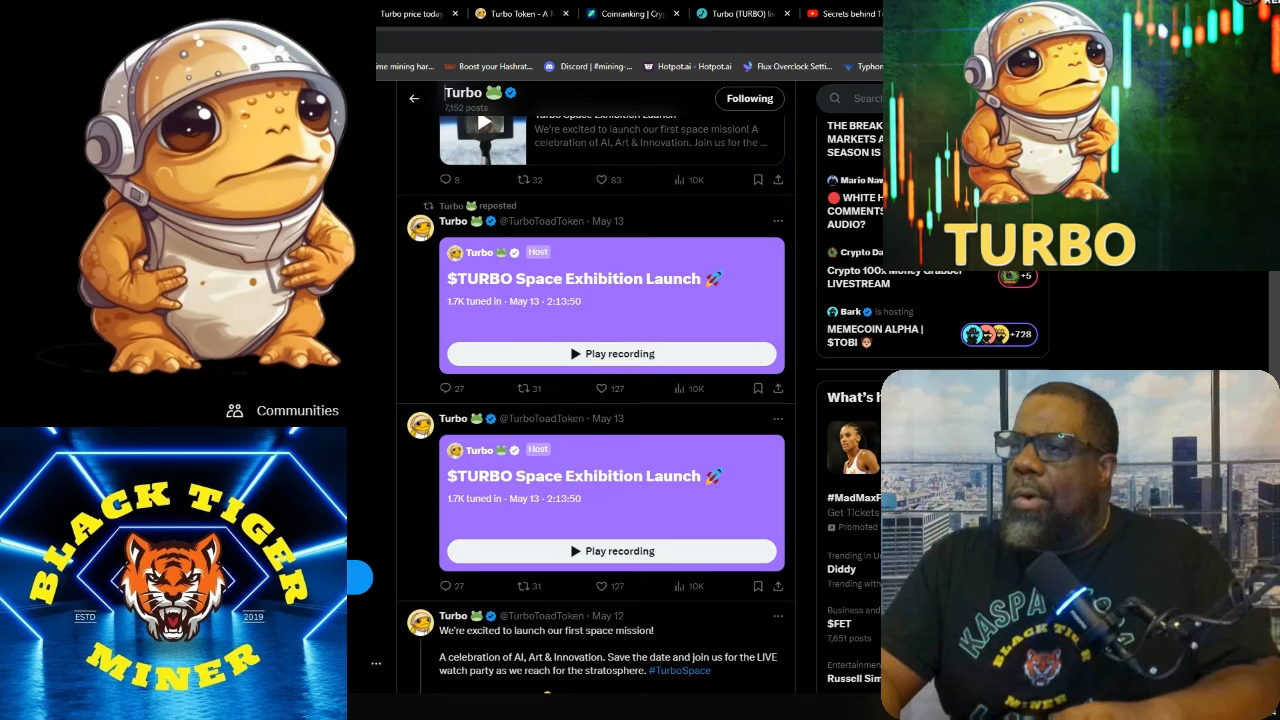 Turbo price today
Turbo Token - A M
Coinranking | Cry
Turbo (TURBO) liv
Secrets behind T
me mining har...
Boost your Hashrat...
Discord | #mining-...
Hotpot.ai - Hotpot.ai
Flux Overclock Setti...
Typhon
Turbo 🐸
7,152 posts
Following
Search
Turbo Space Exhibition Launch
We're excited to launch our first space mission! A
celebration of AI, Art & Innovation. Join us for the ...
8 32 83 10K
Turbo 🐸 reposted
Turbo 🐸 @TurboToadToken · May 13
Turbo 🐸 Host
$TURBO Space Exhibition Launch 🚀
1.7K tuned in · May 13 · 2:13:50
Play recording
27 31 127 10K
Turbo 🐸 @TurboToadToken · May 13
Turbo 🐸 Host
$TURBO Space Exhibition Launch 🚀
1.7K tuned in · May 13 · 2:13:50
Play recording
27 31 127 10K
Turbo 🐸 @TurboToadToken · May 12
We're excited to launch our first space mission!
A celebration of AI, Art & Innovation. Save the date and join us for the LIVE
watch party as we reach for the stratosphere. #TurboSpace
THE BREAK
MARKETS A
SEASON IS
Mario Naw
🔴 WHITE H
COMMENTS
AUDIO?
Crypto Da
Crypto 100x Money Grabber
LIVESTREAM
+5
Bark is hosting
MEMECOIN ALPHA |
$TOBI
+728
What's h
#MadMaxF
Get Tickets
Promoted
Trending in Un
Diddy
Trending with
Business and
$FET
7,651 posts
Entertainmen
Russell Sim
TURBO
Communities
BLACK TIGER
ESTD
2019
MINER
KASPA
BLACK TIGE
MINER